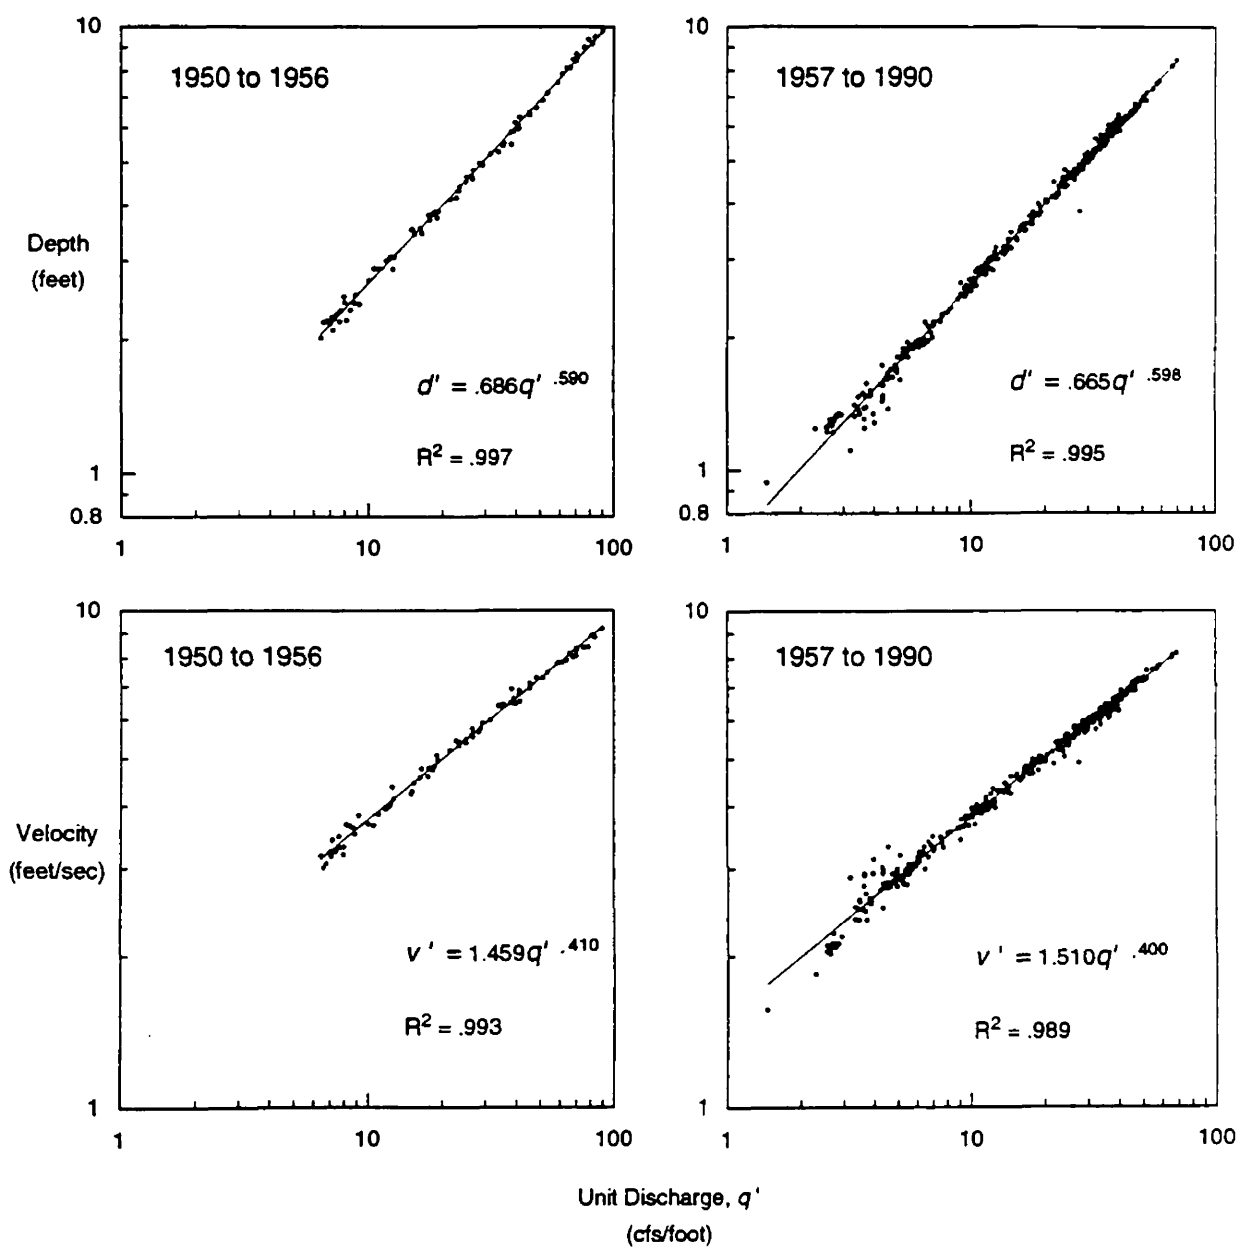 10
1950 to 1956
Depth
(feet)
d' = .686q' .590
R2 = .997
1
0.8
1
10
100
10
1957 to 1990
d' = .665q' .598
R2 = .995
1
0.8
1
10
100
10
1950 to 1956
Velocity
(feet/sec)
v' = 1.459q' .410
R2 = .993
1
1
10
100
10
1957 to 1990
v' = 1.510q' .400
R2 = .989
1
1
10
100
Unit Discharge, q'
(cfs/foot)